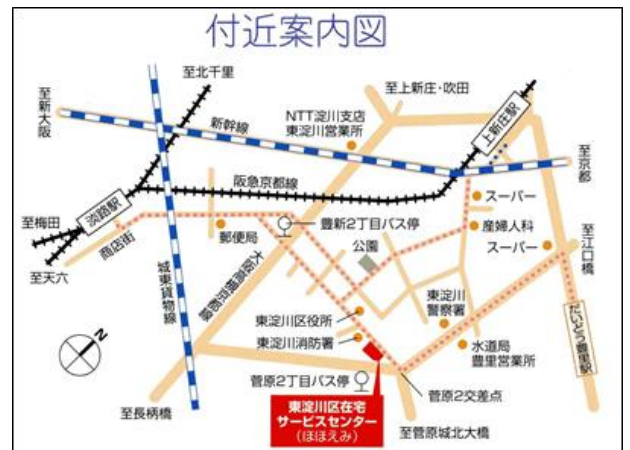 付近案内図
至北千里
至上新庄・吹田
至新大阪
NTT淀川支店
東淀川営業所
上新庄駅
新幹線
至京都
阪急京都線
スーパー
淡路駅
至梅田
豊新2丁目バス停
産婦人科
至江口橋
郵便局
公園
スーパー
商店街
至天六
城東貨物線
大阪高槻京都線
東淀川区役所
東淀川
警察署
だいどう豊里駅
N
東淀川消防署
水道局
豊里営業所
菅原2丁目バス停
菅原2交差点
東淀川区在宅
サービスセンター
(ほほえみ)
至長柄橋
至菅原城北大橋